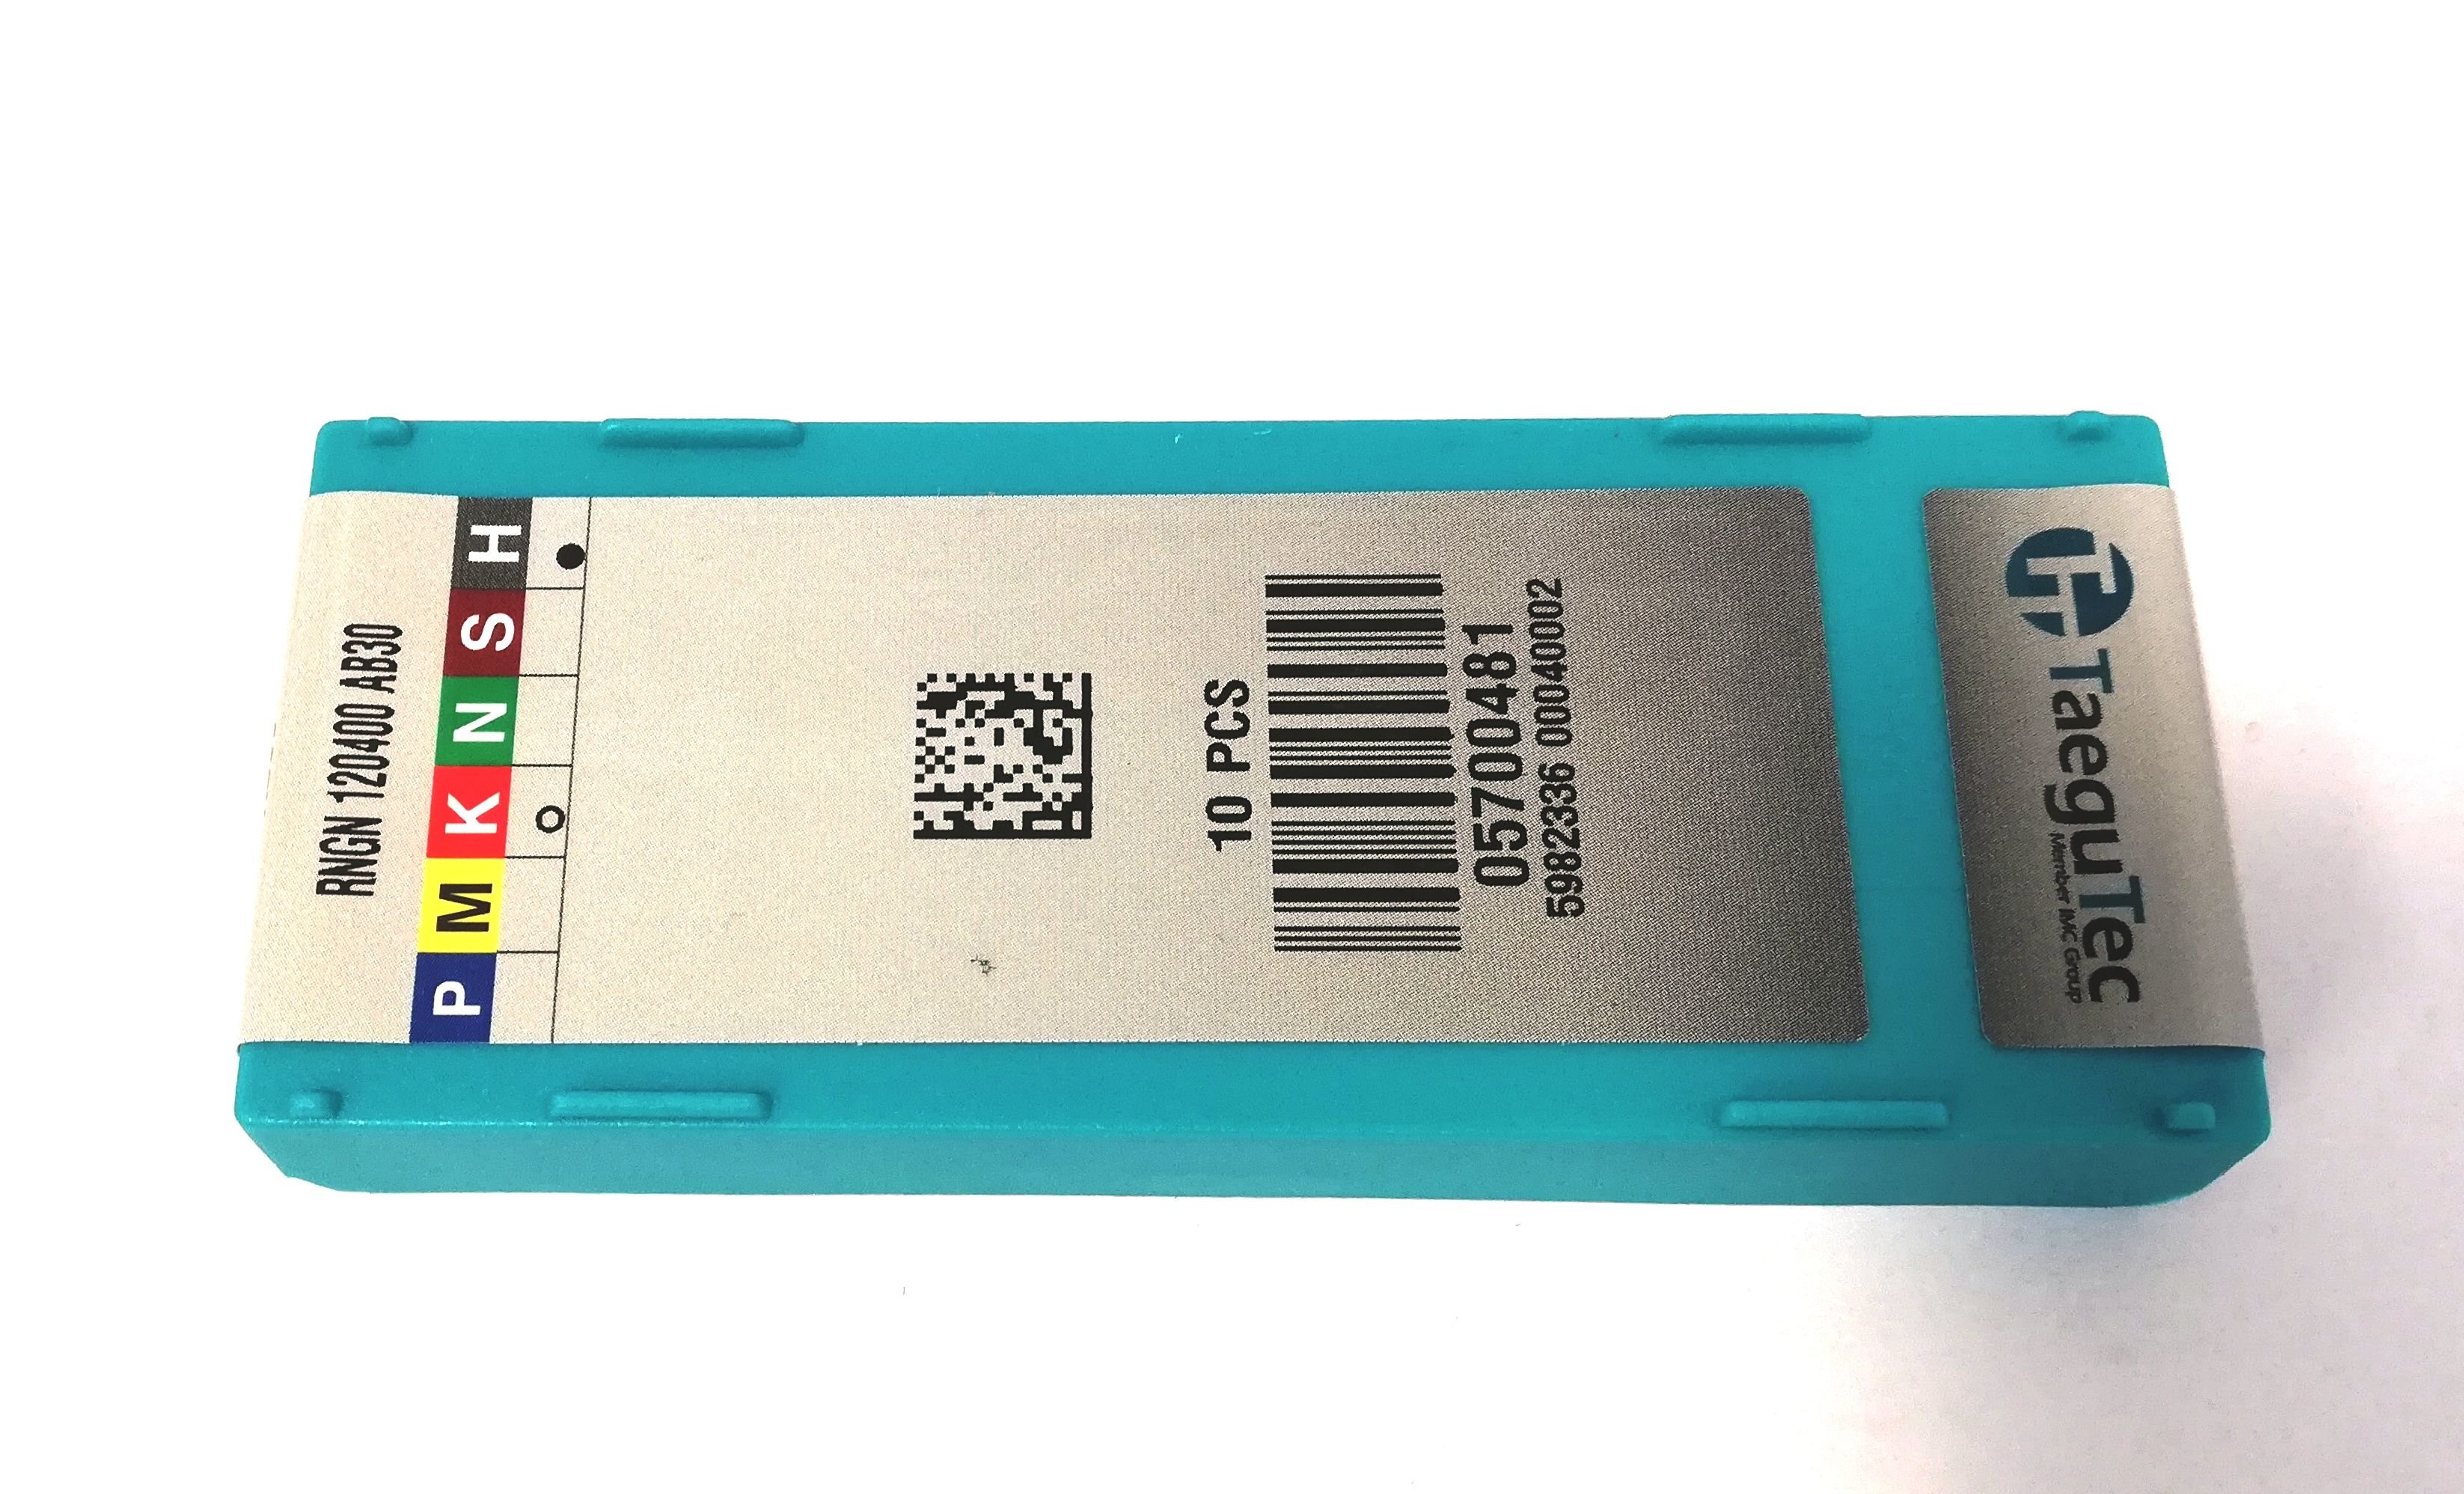 RNGN 120400 AB30
P M K N S H
10 PCS
05700481
5982336 000400002
TaeguTec
Member IMC Group